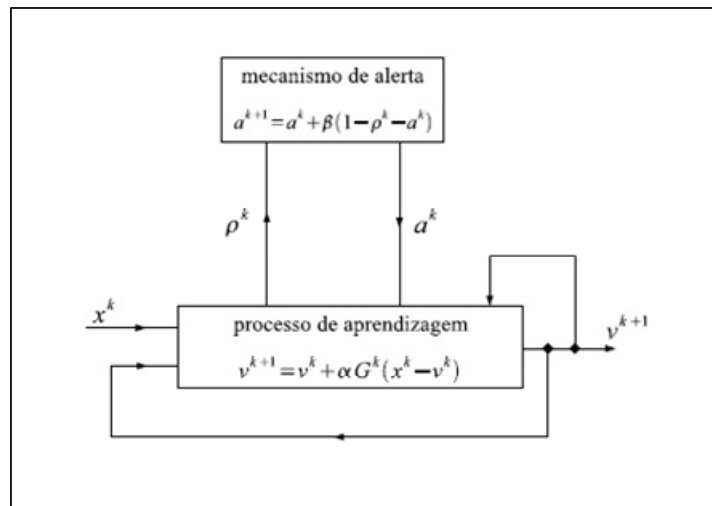 mecanismo de alerta
a^{k+1}=a^k+β(1−ρ^k−a^k)
ρ^k
a^k
x^k
processo de aprendizagem
v^{k+1}=v^k+αG^k(x^k−v^k)
v^{k+1}